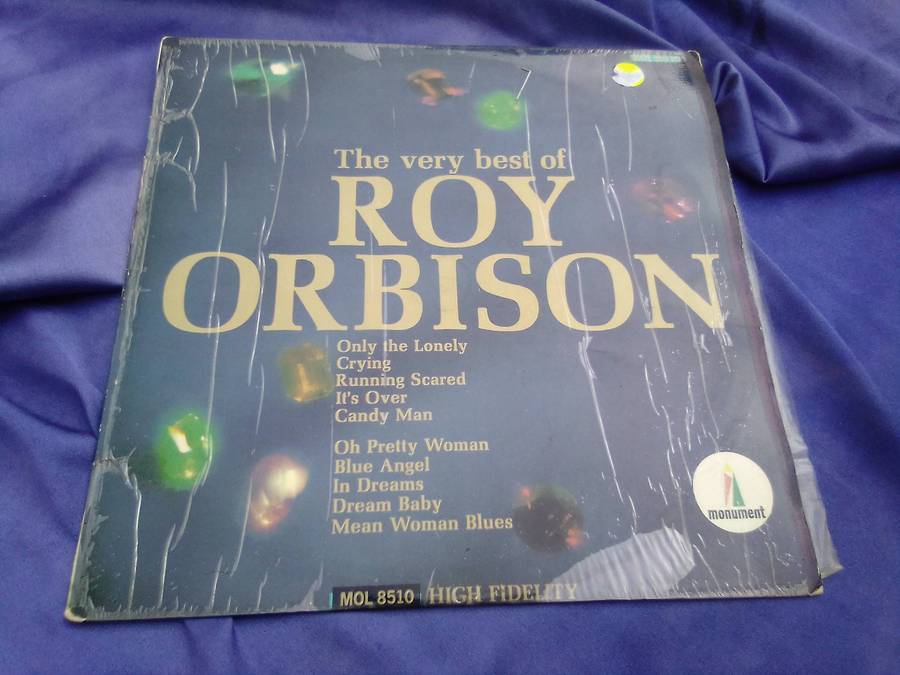 The very best of
ROY
ORBISON
Only the Lonely
Crying
Running Scared
It's Over
Candy Man
Oh Pretty Woman
Blue Angel
In Dreams
Dream Baby
Mean Woman Blues
monument
MOL 8510 HIGH FIDELITY